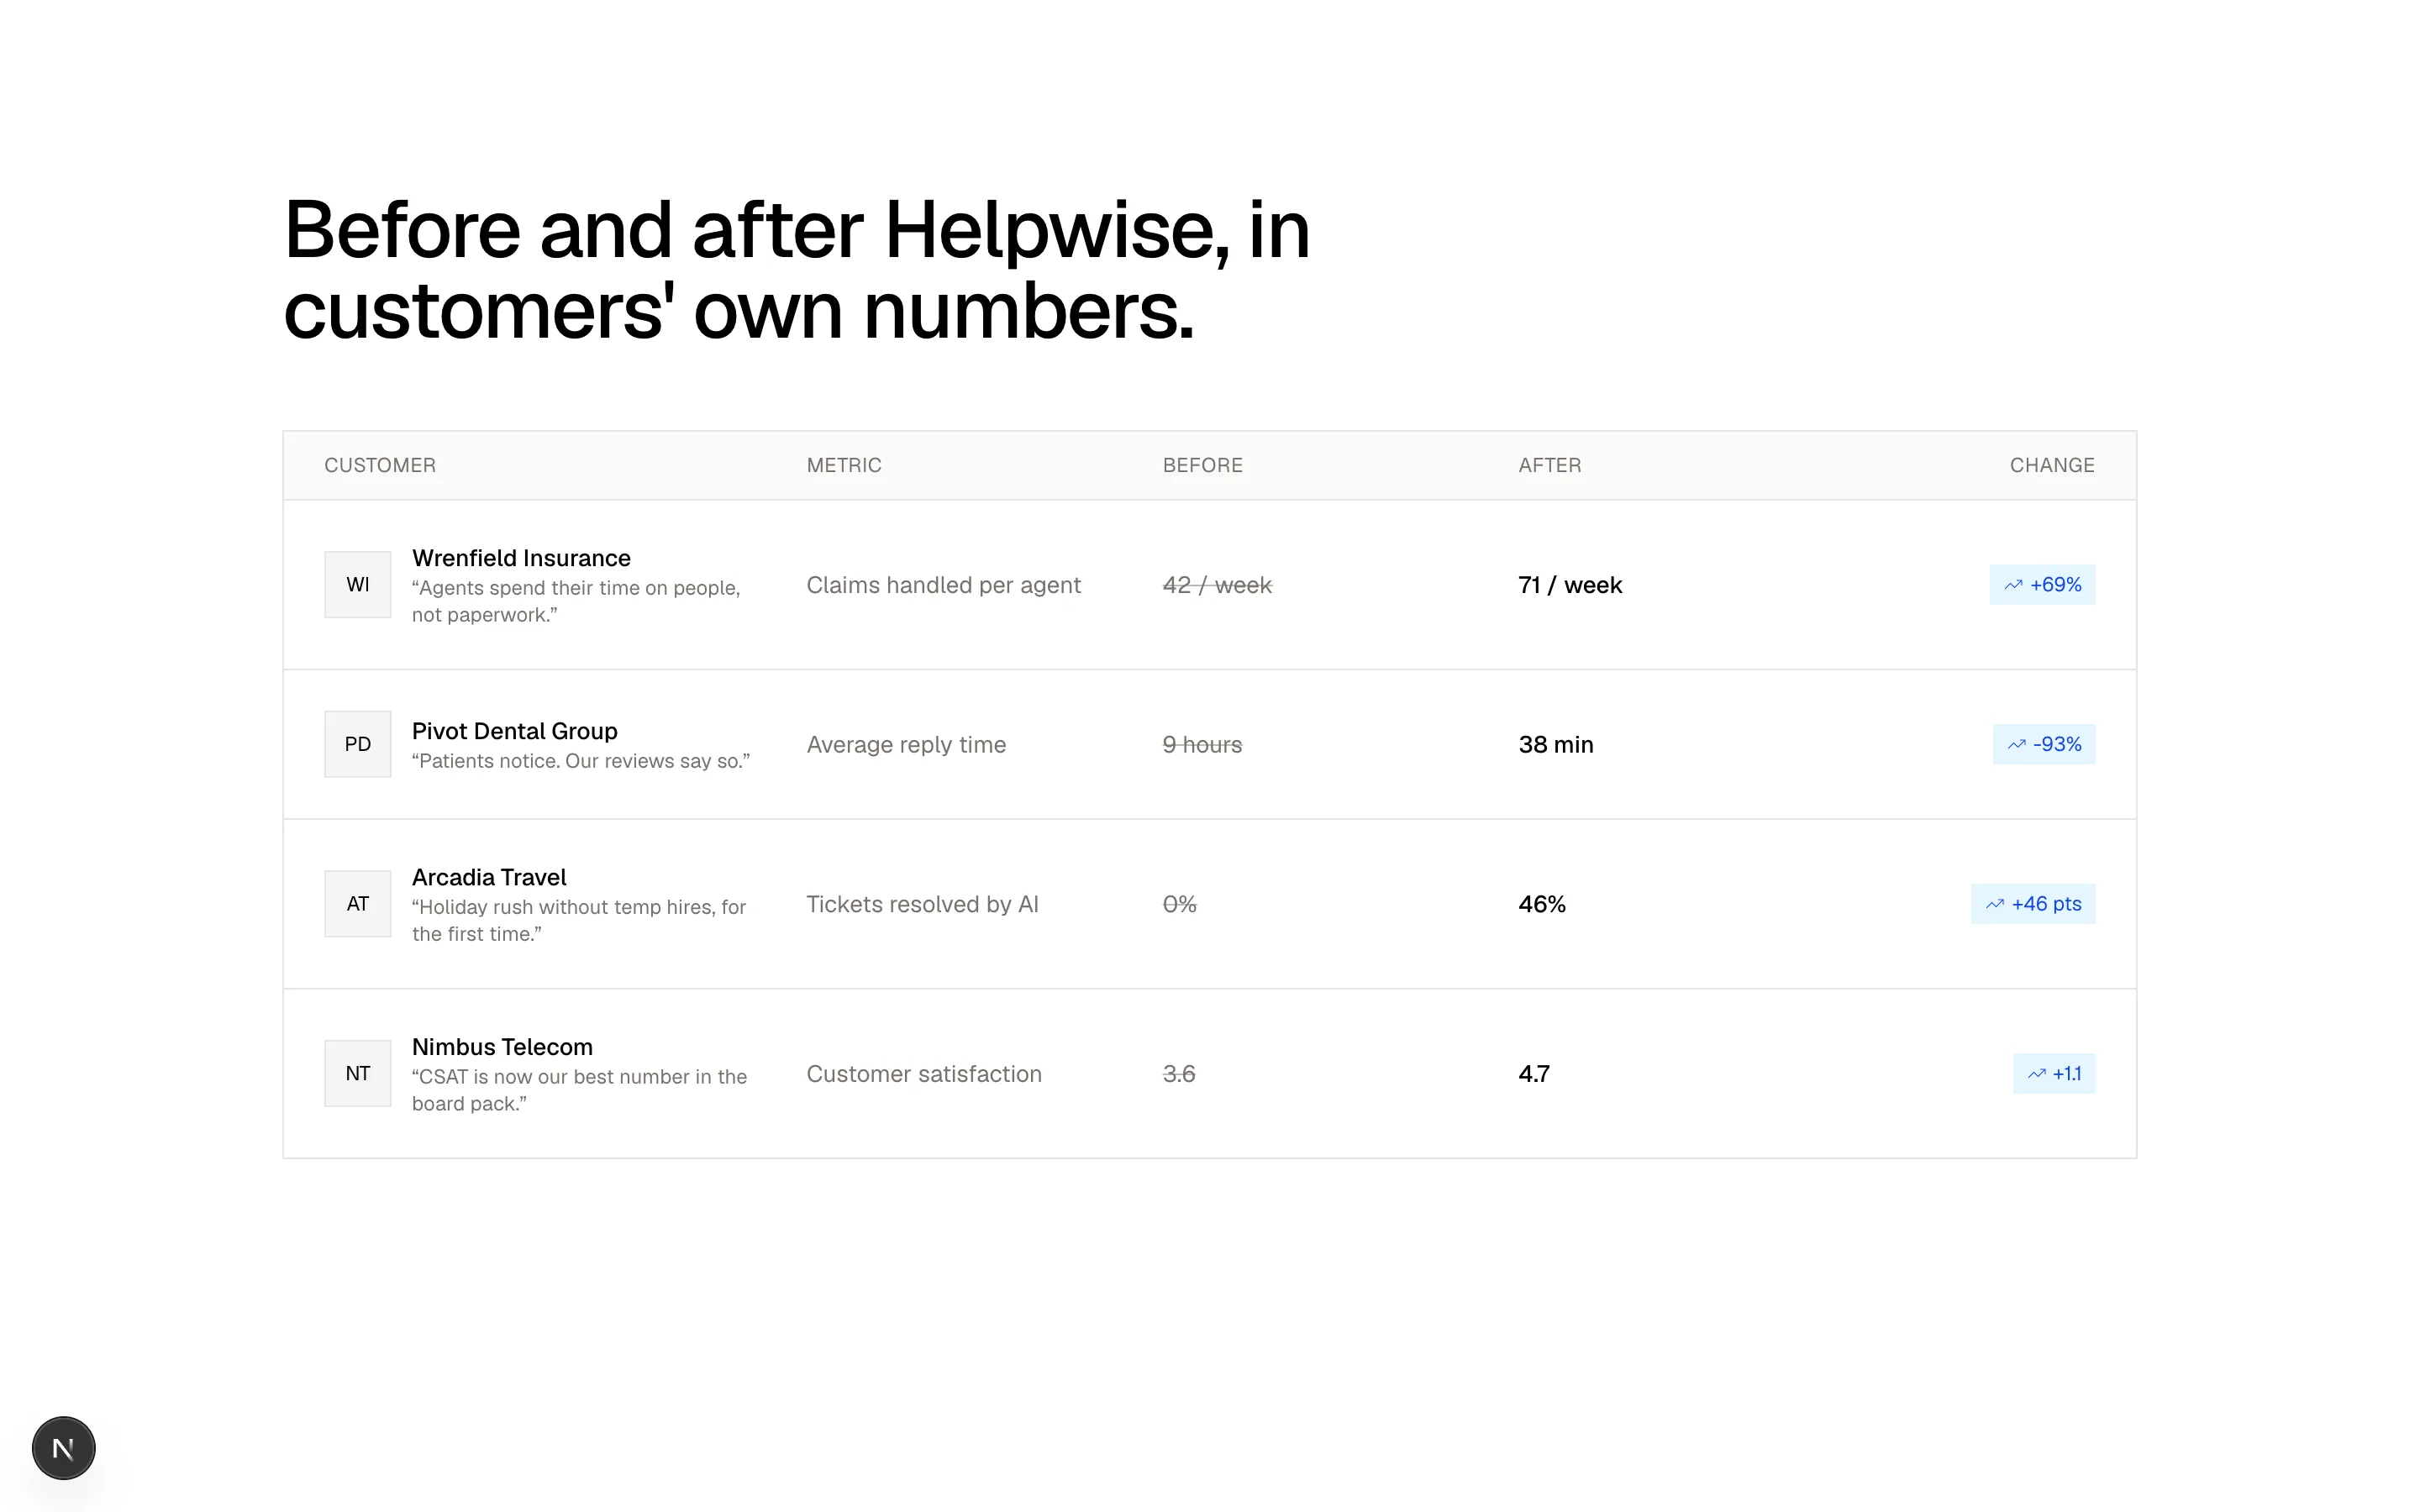 Before and after Helpwise, in
customers' own numbers.
CUSTOMER METRIC BEFORE AFTER CHANGE
WI Wrenfield Insurance
“Agents spend their time on people,
not paperwork.”
Claims handled per agent 42 / week 71 / week +69%
PD Pivot Dental Group
“Patients notice. Our reviews say so.”
Average reply time 9 hours 38 min -93%
AT Arcadia Travel
“Holiday rush without temp hires, for
the first time.”
Tickets resolved by AI 0% 46% +46 pts
NT Nimbus Telecom
“CSAT is now our best number in the
board pack.”
Customer satisfaction 3.6 4.7 +1.1
N